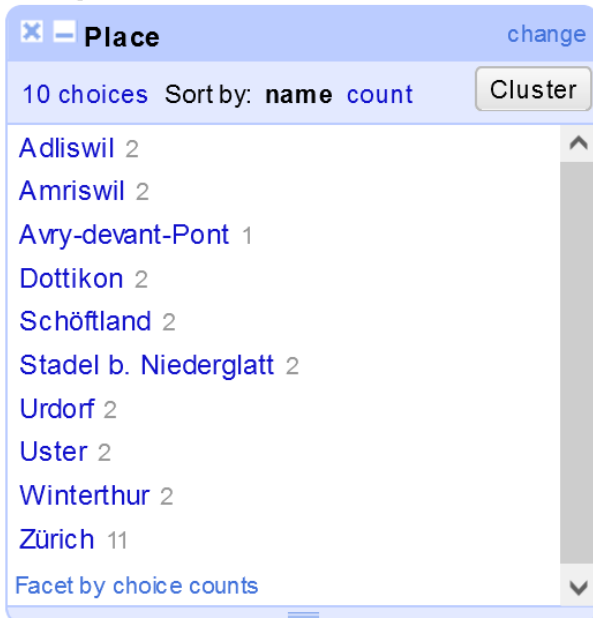 Place change
10 choices Sort by: name count Cluster
Adliswil 2
Amriswil 2
Avry-devant-Pont 1
Dottikon 2
Schöftland 2
Stadel b. Niederglatt 2
Urdorf 2
Uster 2
Winterthur 2
Zürich 11
Facet by choice counts